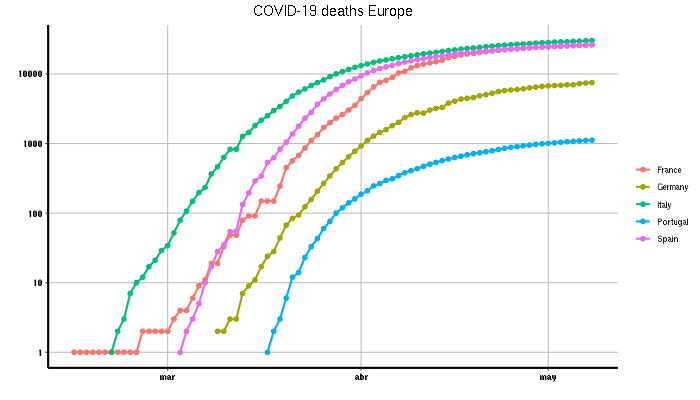 COVID-19 deaths Europe
10000
1000
100
10
1
mar
abr
may
France
Germany
Italy
Portugal
Spain